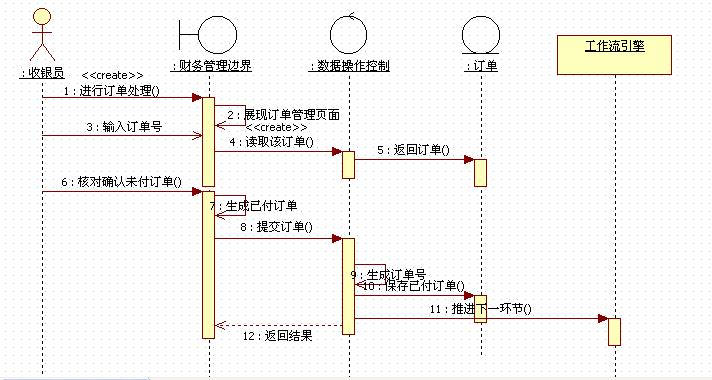 工作流引擎
: 收银员
: 财务管理边界
: 数据操作控制
: 订单
<<create>>
1 : 进行订单处理()
2 : 展现订单管理页面
3 : 输入订单号
<<create>>
4 : 读取该订单()
5 : 返回订单()
6 : 核对确认未付订单()
7 : 生成已付订单
8 : 提交订单()
9 : 生成订单号
10 : 保存已付订单()
11 : 推进下一环节()
12 : 返回结果